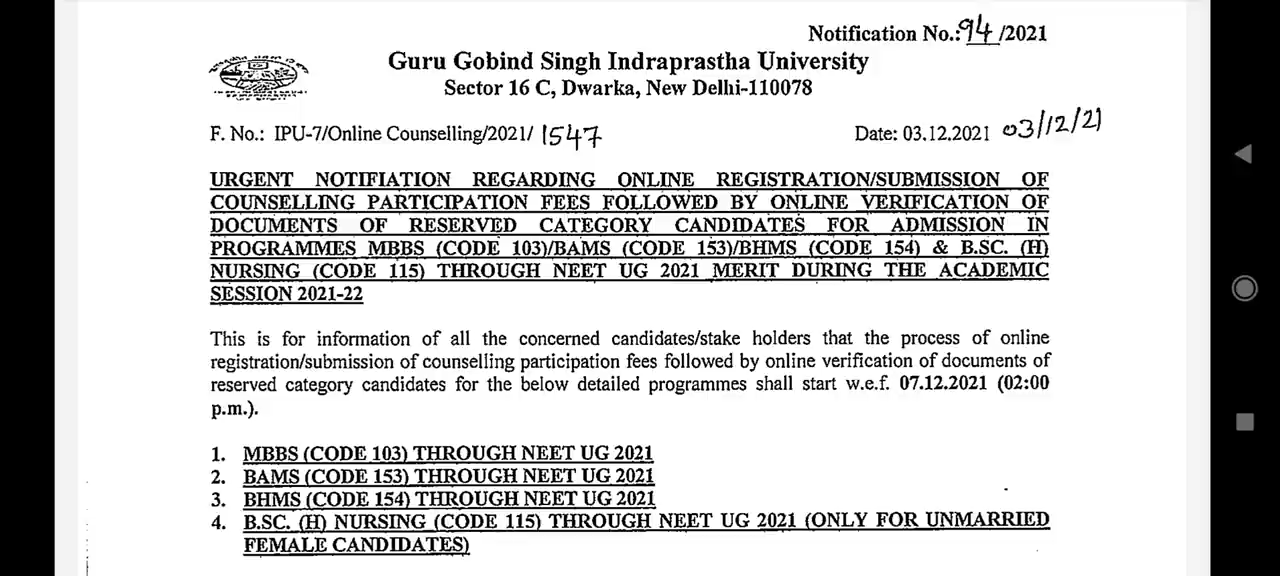 Notification No.:94/2021
Guru Gobind Singh Indraprastha University
Sector 16 C, Dwarka, New Delhi-110078
F. No.: IPU-7/Online Counselling/2021/ 1547 Date: 03.12.2021 03/12/21
URGENT NOTIFIATION REGARDING ONLINE REGISTRATION/SUBMISSION OF
COUNSELLING PARTICIPATION FEES FOLLOWED BY ONLINE VERIFICATION OF
DOCUMENTS OF RESERVED CATEGORY CANDIDATES FOR ADMISSION IN
PROGRAMMES MBBS (CODE 103)/BAMS (CODE 153)/BHMS (CODE 154) & B.SC. (H)
NURSING (CODE 115) THROUGH NEET UG 2021 MERIT DURING THE ACADEMIC
SESSION 2021-22
This is for information of all the concerned candidates/stake holders that the process of online
registration/submission of counselling participation fees followed by online verification of documents of
reserved category candidates for the below detailed programmes shall start w.e.f. 07.12.2021 (02:00
p.m.).
1. MBBS (CODE 103) THROUGH NEET UG 2021
2. BAMS (CODE 153) THROUGH NEET UG 2021
3. BHMS (CODE 154) THROUGH NEET UG 2021
4. B.SC. (H) NURSING (CODE 115) THROUGH NEET UG 2021 (ONLY FOR UNMARRIED
FEMALE CANDIDATES)